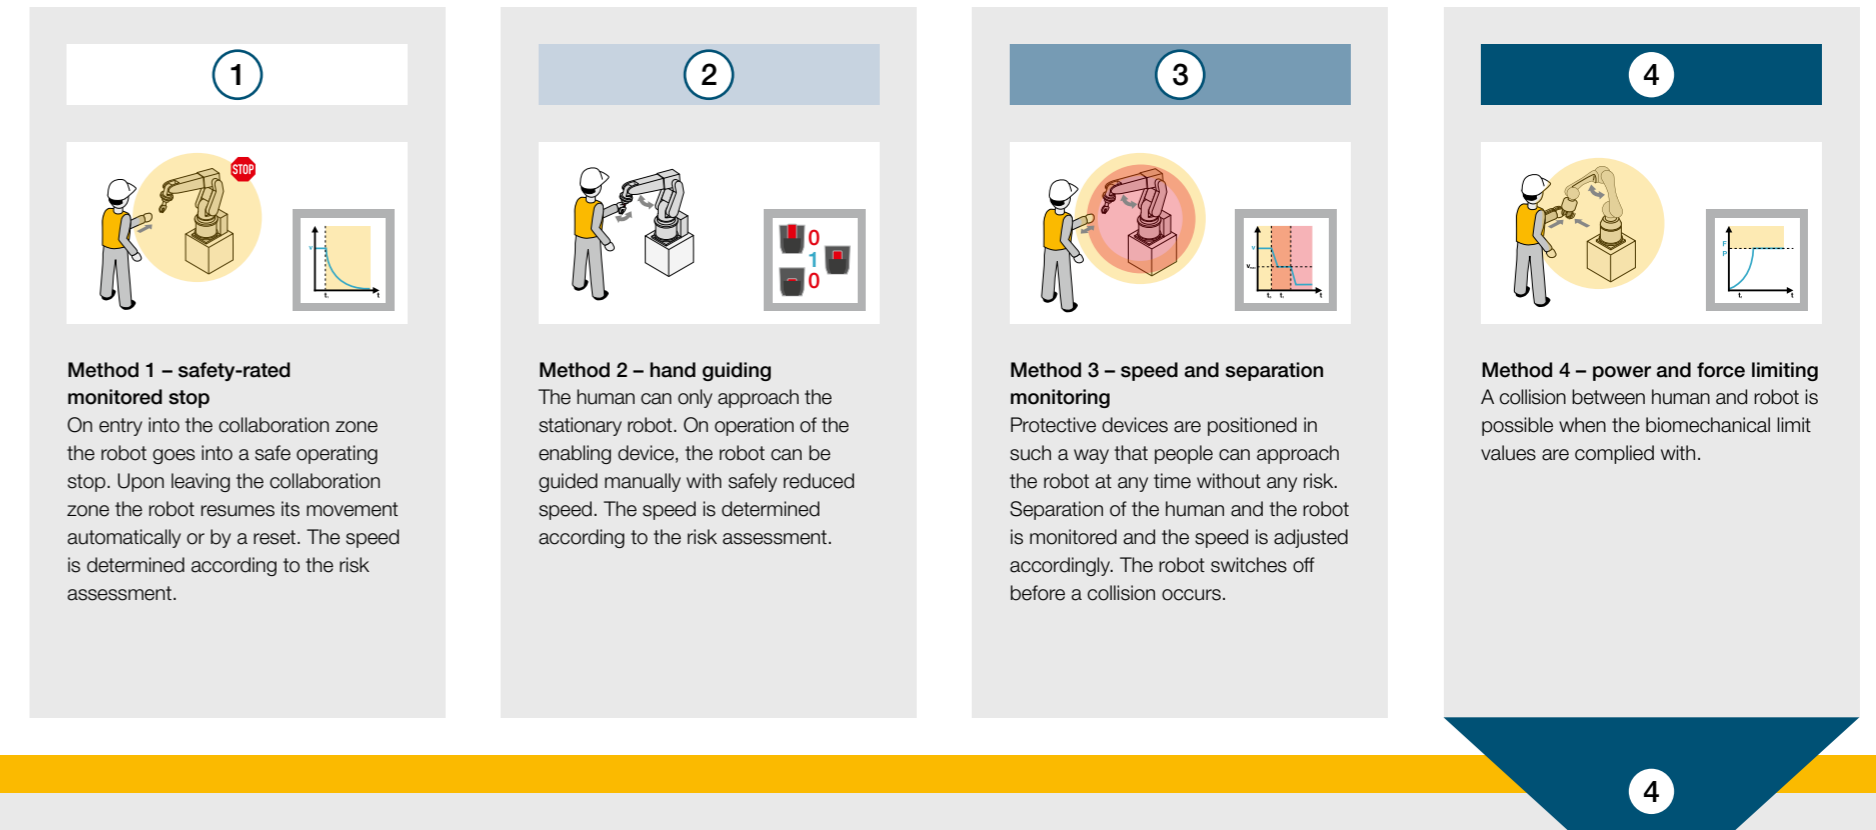 1
STOP
v
t,
t
Method 1 – safety-rated
monitored stop
On entry into the collaboration zone
the robot goes into a safe operating
stop. Upon leaving the collaboration
zone the robot resumes its movement
automatically or by a reset. The speed
is determined according to the risk
assessment.
2
0
1
0
Method 2 – hand guiding
The human can only approach the
stationary robot. On operation of the
enabling device, the robot can be
guided manually with safely reduced
speed. The speed is determined
according to the risk assessment.
3
v
t
Method 3 – speed and separation
monitoring
Protective devices are positioned in
such a way that people can approach
the robot at any time without any risk.
Separation of the human and the robot
is monitored and the speed is adjusted
accordingly. The robot switches off
before a collision occurs.
4
F
P
t,
t
Method 4 – power and force limiting
A collision between human and robot is
possible when the biomechanical limit
values are complied with.
4